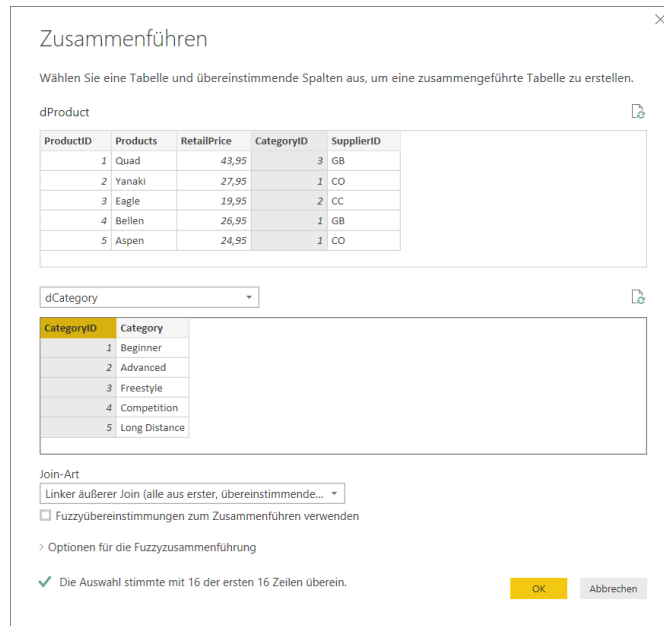 Zusammenführen
Wählen Sie eine Tabelle und übereinstimmende Spalten aus, um eine zusammengeführte Tabelle zu erstellen.
dProduct
ProductID Products RetailPrice CategoryID SupplierID
1 Quad 43,95 3 GB
2 Yanaki 27,95 1 CO
3 Eagle 19,95 2 CC
4 Bellen 26,95 1 GB
5 Aspen 24,95 1 CO
dCategory
CategoryID Category
1 Beginner
2 Advanced
3 Freestyle
4 Competition
5 Long Distance
Join-Art
Linker äußerer Join (alle aus erster, übereinstimmende...
Fuzzyübereinstimmungen zum Zusammenführen verwenden
> Optionen für die Fuzzyzusammenführung
Die Auswahl stimmte mit 16 der ersten 16 Zeilen überein.
OK Abbrechen